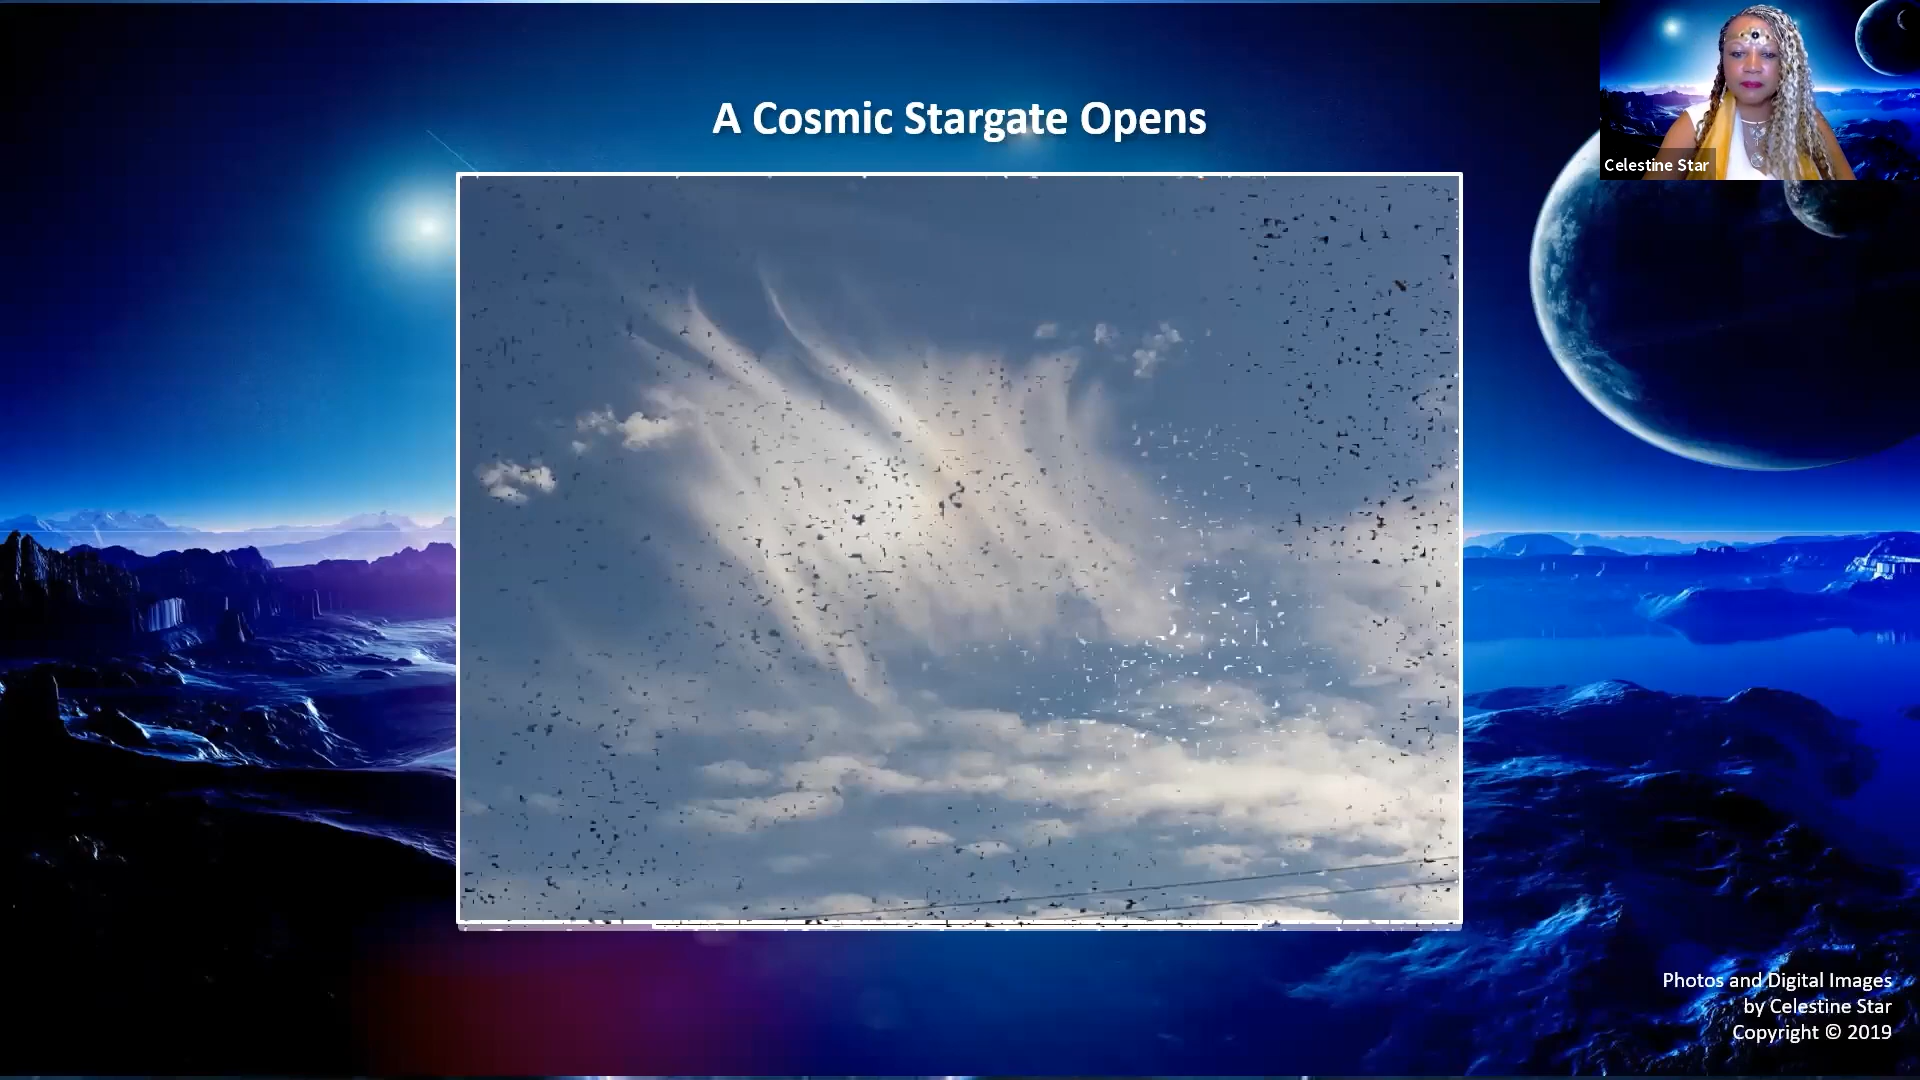 A Cosmic Stargate Opens
Celestine Star
Photos and Digital Images
by Celestine Star
Copyright © 2019